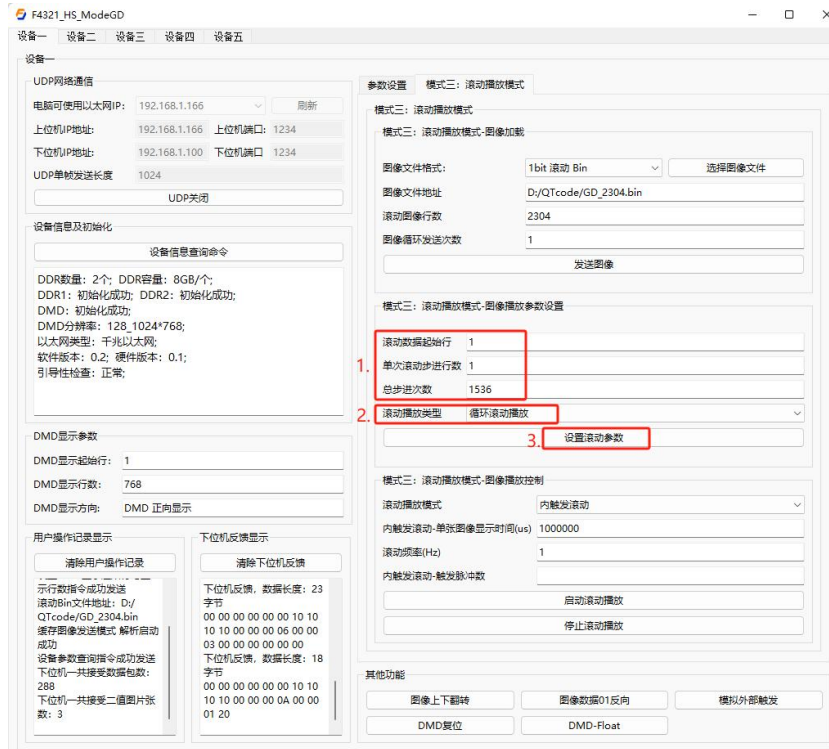 F4321_HS_ModeGD
设备一 设备二 设备三 设备四 设备五
设备一
UDP网络通信
电脑可使用以太网IP: 192.168.1.166 刷新
上位机IP地址: 192.168.1.166 上位机端口: 1234
下位机IP地址: 192.168.1.100 下位机端口 1234
UDP单帧发送长度 1024
UDP关闭
设备信息及初始化
设备信息查询命令
DDR数量: 2个; DDR容量: 8GB/个;
DDR1: 初始化成功; DDR2: 初始化成功;
DMD: 初始化成功;
DMD分辨率: 128_1024*768;
以太网类型: 千兆以太网;
软件版本: 0.2; 硬件版本: 0.1;
引导性检查: 正常;
DMD显示参数
DMD显示起始行: 1
DMD显示行数: 768
DMD显示方向: DMD 正向显示
用户操作记录显示
清除用户操作记录
示行数指令成功发送
滚动Bin文件地址: D:/
QTcode/GD_2304.bin
缓存图像发送模式 解析启动
成功
设备参数查询指令成功发送
下位机一共接受数据包数:
288
下位机一共接受二值图片张
数: 3
下位机反馈显示
清除下位机反馈
下位机反馈, 数据长度: 23
字节
00 00 00 00 00 00 10 10
10 10 00 00 00 06 00 00
03 00 00 00 00 00 00
下位机反馈, 数据长度: 18
字节
00 00 00 00 00 00 10 10
10 10 00 00 00 0A 00 00
01 20
参数设置 模式三: 滚动播放模式
模式三: 滚动播放模式
模式三: 滚动播放模式-图像加载
图像文件格式: 1bit 滚动 Bin 选择图像文件
图像文件地址 D:/QTcode/GD_2304.bin
滚动图像行数 2304
图像循环发送次数 1
发送图像
模式三: 滚动播放模式-图像播放参数设置
滚动数据起始行 1
1. 单次滚动步进行数 1
总步进次数 1536
2. 滚动播放类型 循环滚动播放
3. 设置滚动参数
模式三: 滚动播放模式-图像播放控制
滚动播放模式 内触发滚动
内触发滚动-单张图像显示时间(us) 1000000
滚动频率(Hz) 1
内触发滚动-触发脉冲数
启动滚动播放
停止滚动播放
其他功能
图像上下翻转 图像数据01反向 模拟外部触发
DMD复位 DMD-Float